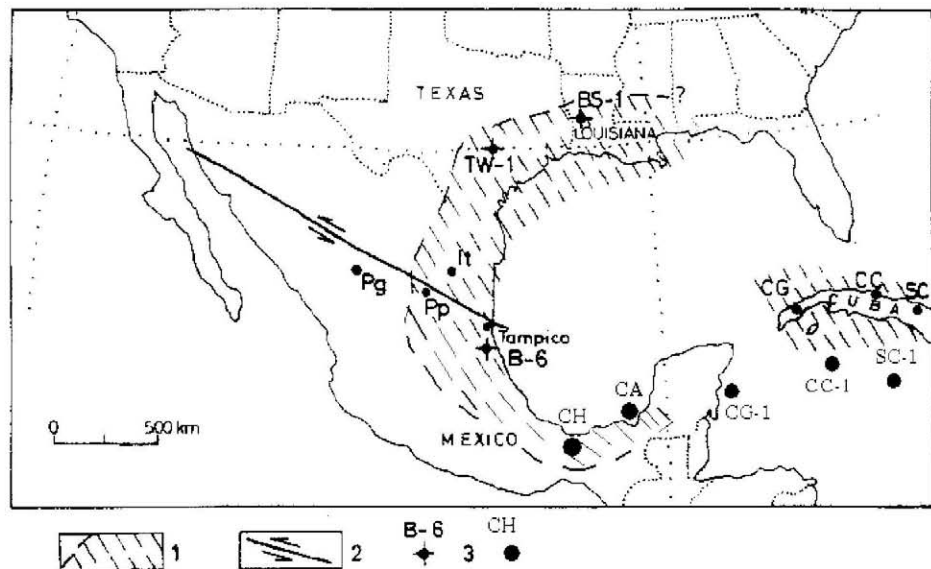 TEXAS
BS-1
?
LOUISIANA
TW-1
It
Pg
Pp
Tampico
B-6
CG
CC
SC
CUBA
SC-1
CC-1
CA
CG-1
CH
0 500 km
MEXICO
1
2
B-6
3
CH